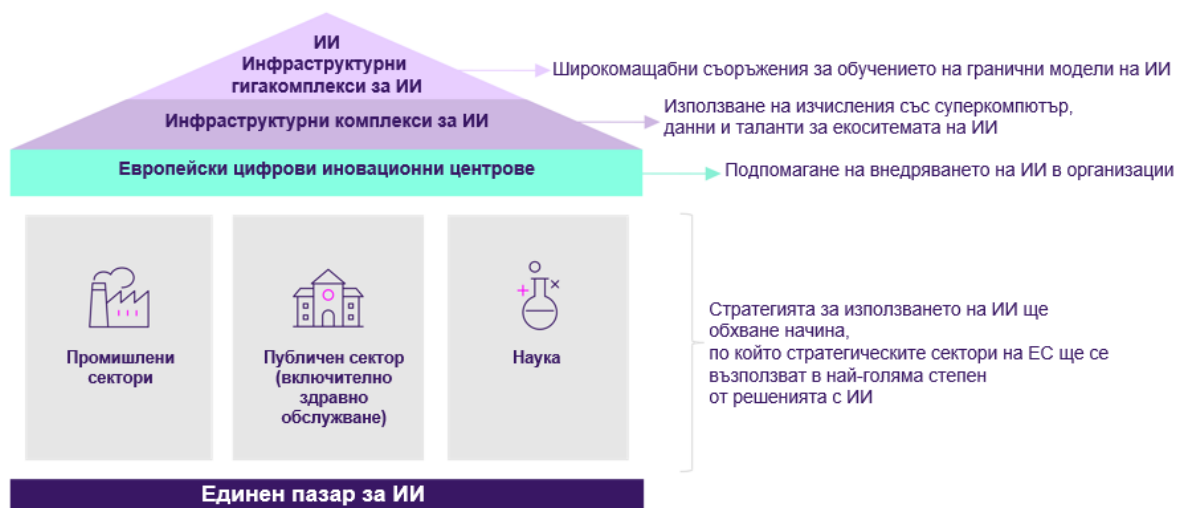 ИИ
Инфраструктурни
гигакомплекси за ИИ
Широкомащабни съоръжения за обучението на гранични модели на ИИ
Инфраструктурни комплекси за ИИ
Използване на изчисления със суперкомпютър,
данни и таланти за екоситемата на ИИ
Европейски цифрови иновационни центрове
Подпомагане на внедряването на ИИ в организации
Промишлени
сектори
Публичен сектор
(включително
здравно
обслужване)
Наука
Стратегията за използването на ИИ ще
обхване начина,
по който стратегическите сектори на ЕС ще се
възползват в най-голяма степен
от решенията с ИИ
Единен пазар за ИИ